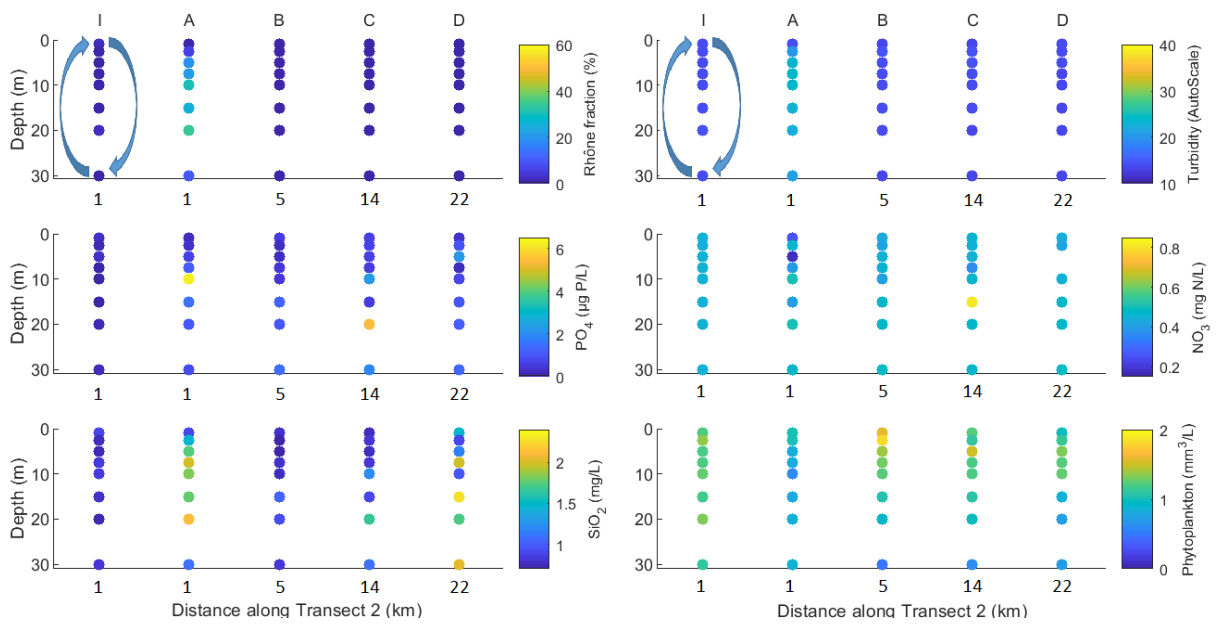 I A B C D
Depth (m)
0
10
20
30
1 1 5 14 22
60
40
20
0
Rhône fraction (%)
I A B C D
0
10
20
30
1 1 5 14 22
40
30
20
10
Turbidity (AutoScale)
Depth (m)
0
10
20
30
1 1 5 14 22
6
4
2
0
PO4 (µg P/L)
0
10
20
30
1 1 5 14 22
0.8
0.6
0.4
0.2
NO3 (mg N/L)
Depth (m)
0
10
20
30
1 1 5 14 22
Distance along Transect 2 (km)
2
1.5
1
SiO2 (mg/L)
0
10
20
30
1 1 5 14 22
Distance along Transect 2 (km)
2
1
0
Phytoplankton (mm³/L)